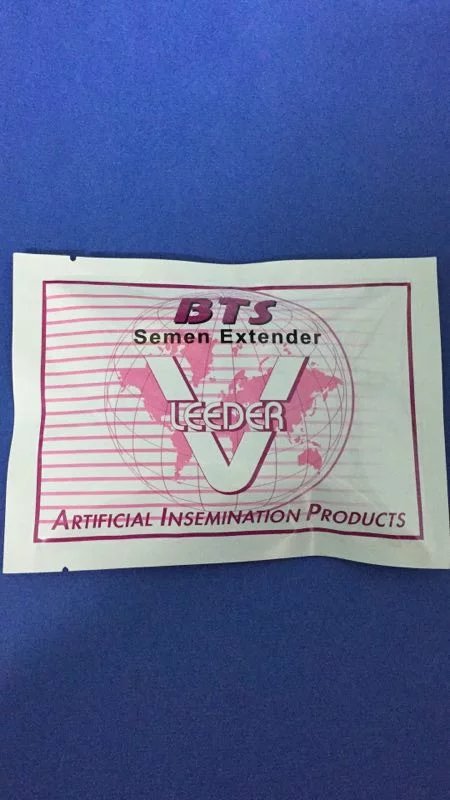 BTS
Semen Extender
V
LEEDER
ARTIFICIAL INSEMINATION PRODUCTS